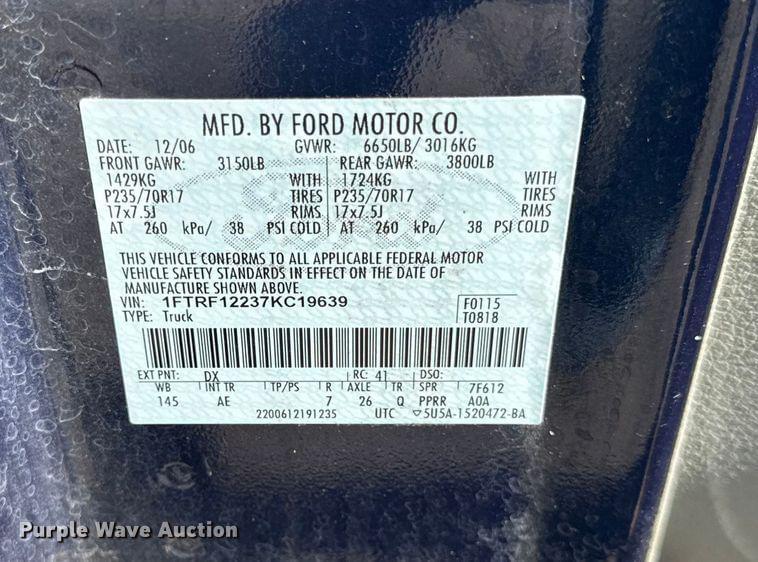 MFD. BY FORD MOTOR CO.
DATE: 12/06 GVWR: 6650LB/ 3016KG
FRONT GAWR: 3150LB REAR GAWR: 3800LB
1429KG WITH 1724KG WITH
P235/70R17 TIRES P235/70R17 TIRES
17x7.5J RIMS 17x7.5J RIMS
AT 260 kPa/ 38 PSI COLD AT 260 kPa/ 38 PSI COLD
THIS VEHICLE CONFORMS TO ALL APPLICABLE FEDERAL MOTOR
VEHICLE SAFETY STANDARDS IN EFFECT ON THE DATE OF
MANUFACTURE SHOWN ABOVE.
VIN: 1FTRF12237KC19639 F0115
TYPE: Truck T0818
EXT PNT: DX RC: 41 DSO:
WB INT TR TP/PS R AXLE TR SPR 7F612
145 AE 7 26 Q PPRR A0A
2200612191235 UTC ▽5U5A-1520472-BA
Purple Wave Auction